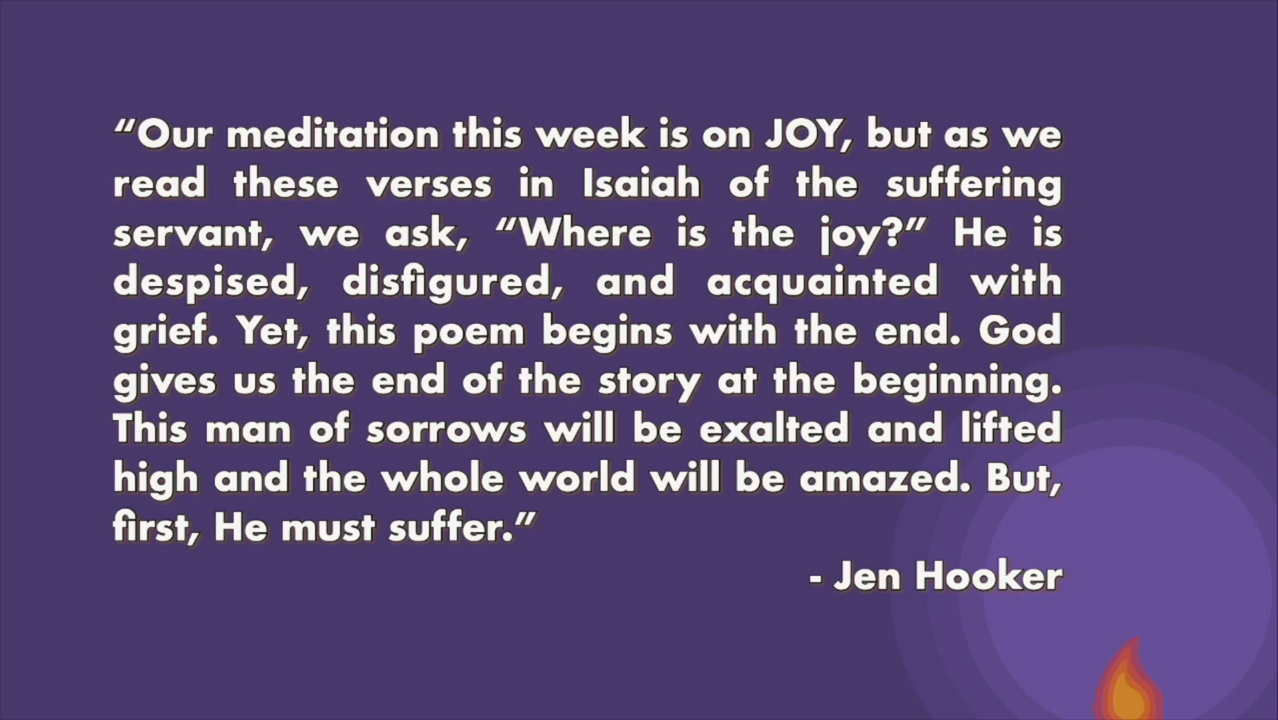 “Our meditation this week is on JOY, but as we
read these verses in Isaiah of the suffering
servant, we ask, “Where is the joy?” He is
despised, disfigured, and acquainted with
grief. Yet, this poem begins with the end. God
gives us the end of the story at the beginning.
This man of sorrows will be exalted and lifted
high and the whole world will be amazed. But,
first, He must suffer.”
- Jen Hooker